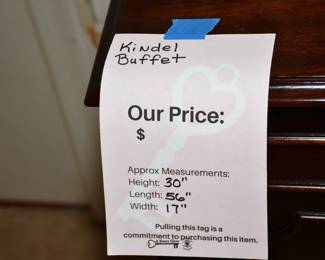 Kindel
Buffet
Our Price:
$
Approx Measurements:
Height: 30"
Length: 56"
Width: 17"
Pulling this tag is a
commitment to purchasing this item.